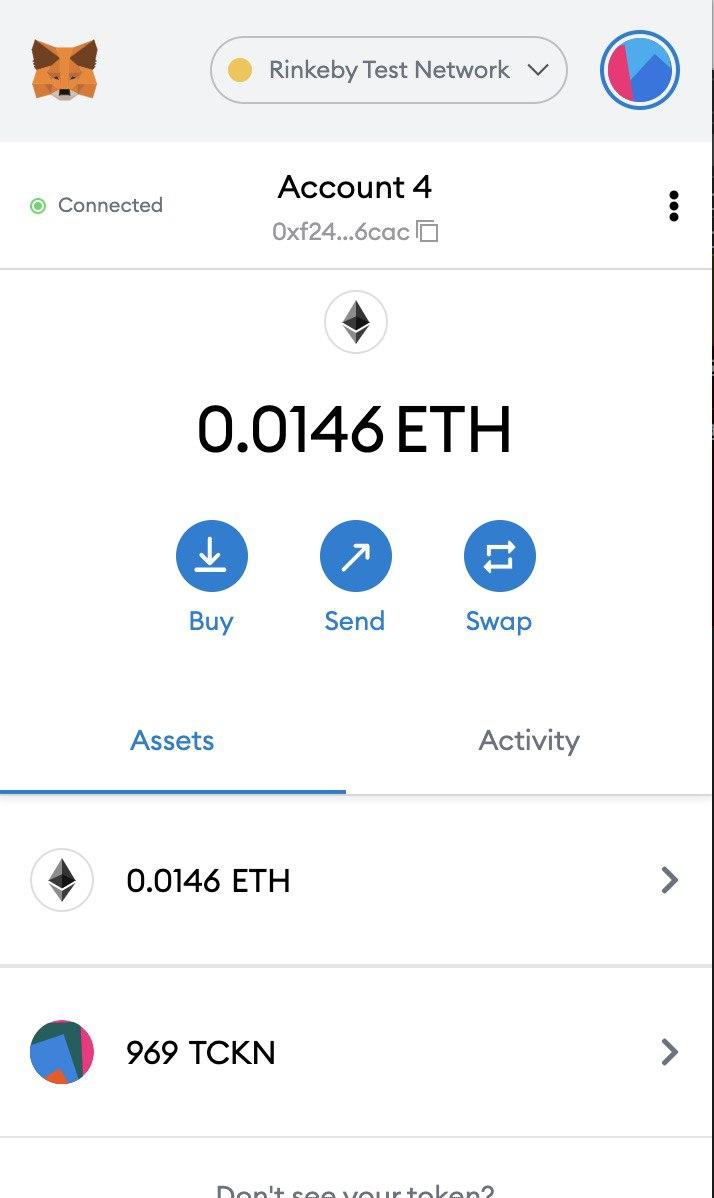 Rinkeby Test Network
Account 4
Connected
0xf24...6cac
0.0146 ETH
Buy
Send
Swap
Assets
Activity
0.0146 ETH
969 TCKN
Don't see your token?